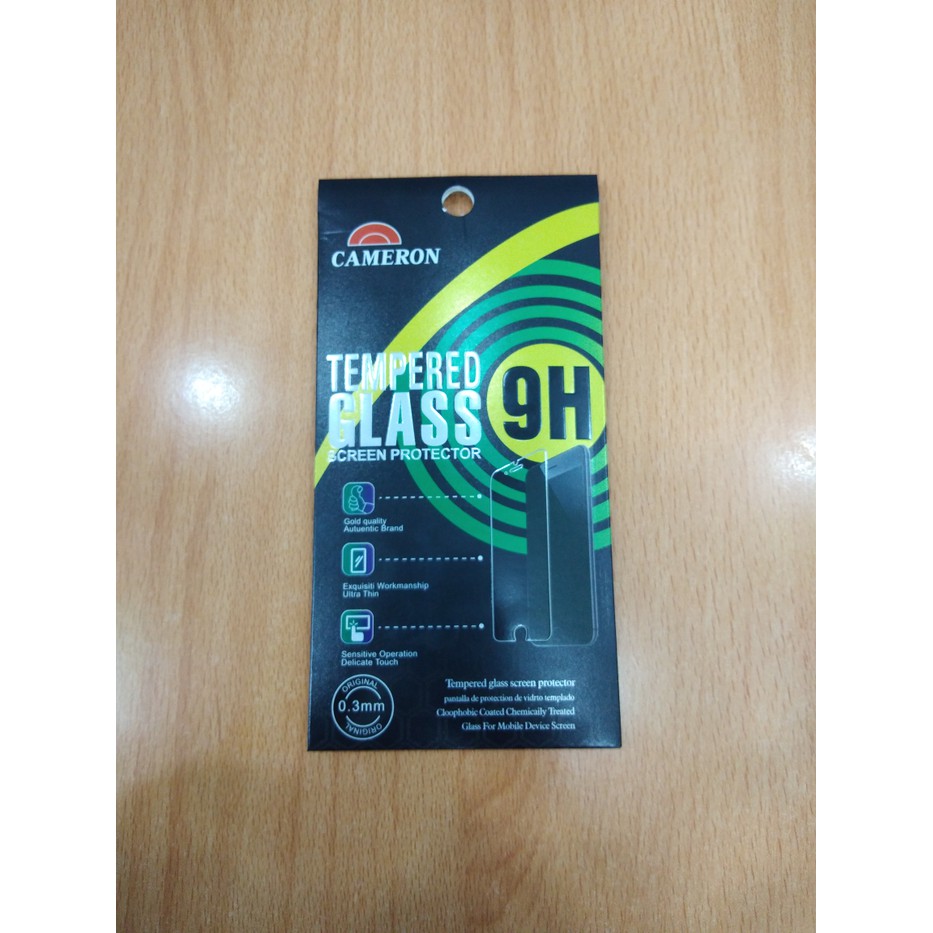 CAMERON
TEMPERED
GLASS
SCREEN PROTECTOR
9H
Gold quality
Autuentic Brand
Exquisiti Workmanship
Ultra Thin
Sensitive Operation
Delicate Touch
ORIGINAL
0.3mm
ORIGINAL
Tempered glass screen protector
pantalla de protection de vidrto templado
Cloophobic Coated Chemically Treated
Glass For Mobile Device Screen